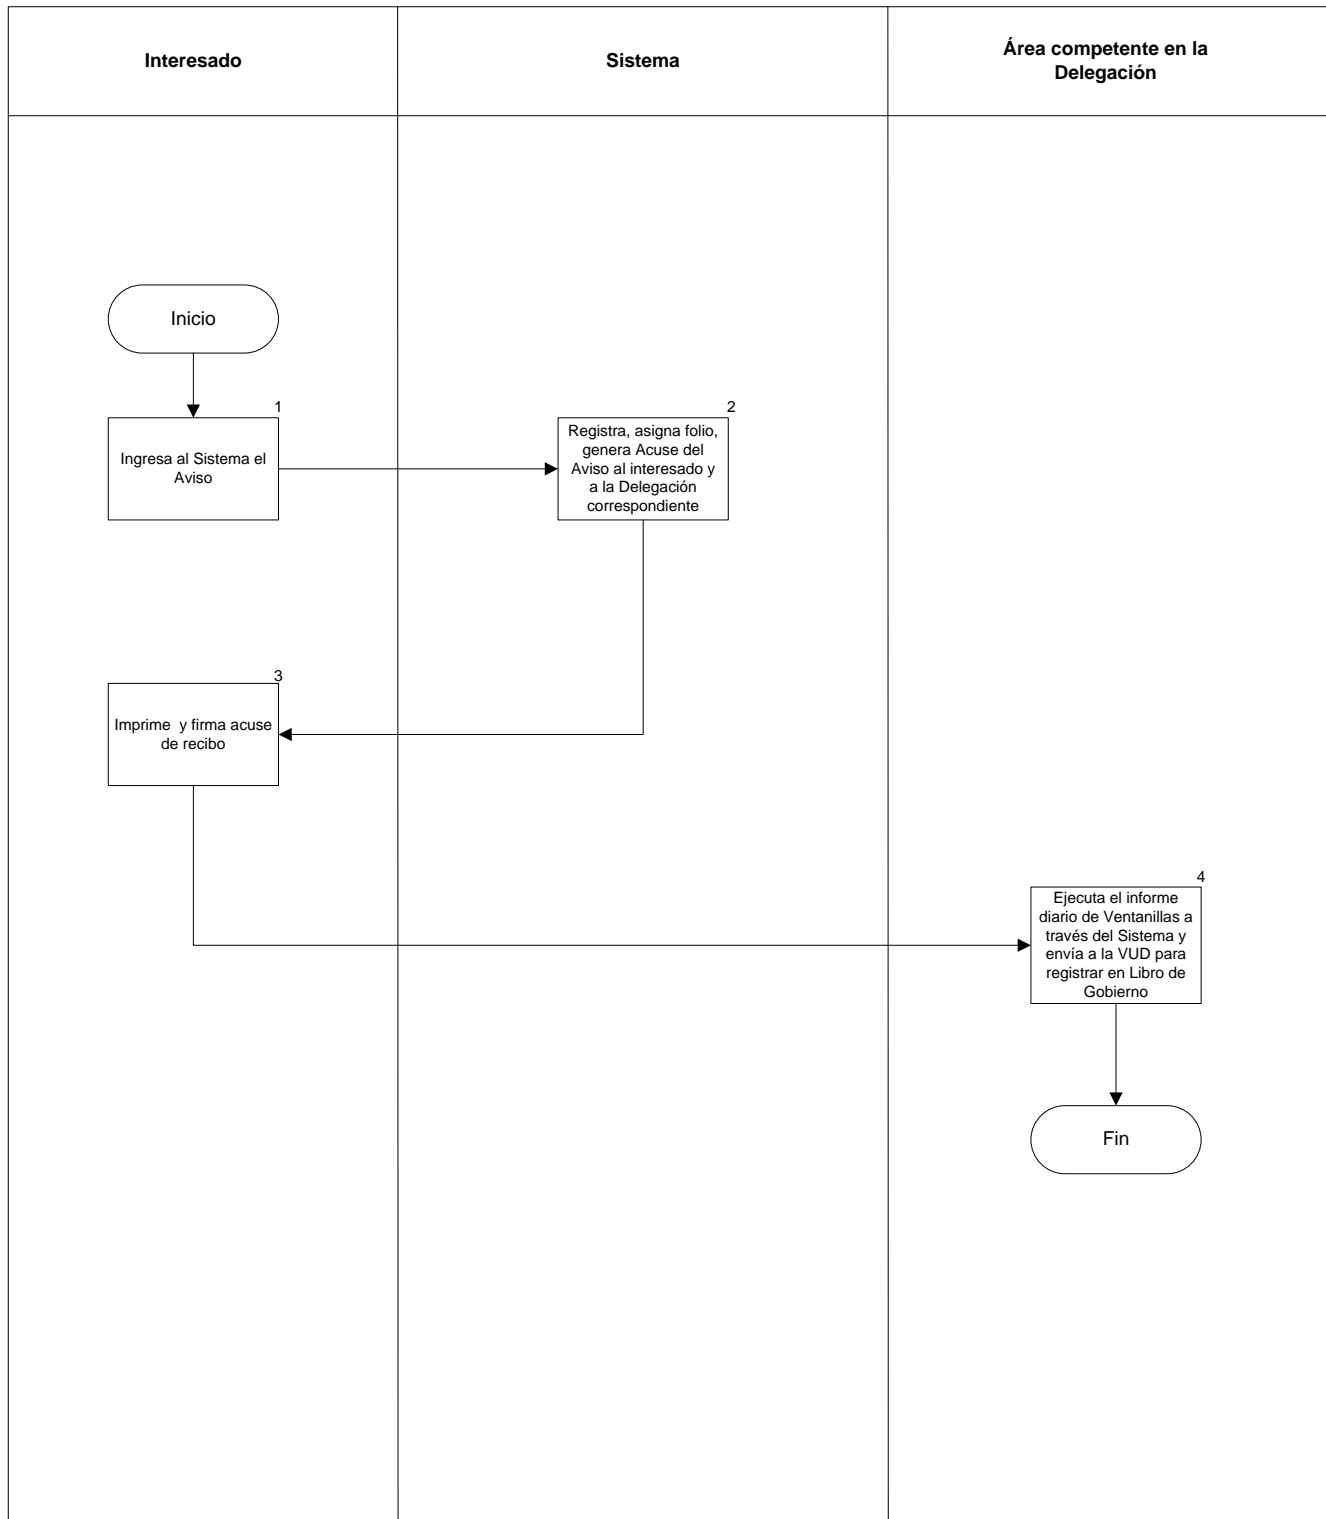 Interesado
Sistema
Área competente en la
Delegación
Inicio
1
Ingresa al Sistema el
Aviso
2
Registra, asigna folio,
genera Acuse del
Aviso al interesado y
a la Delegación
correspondiente
3
Imprime y firma acuse
de recibo
4
Ejecuta el informe
diario de Ventanillas a
través del Sistema y
envía a la VUD para
registrar en Libro de
Gobierno
Fin